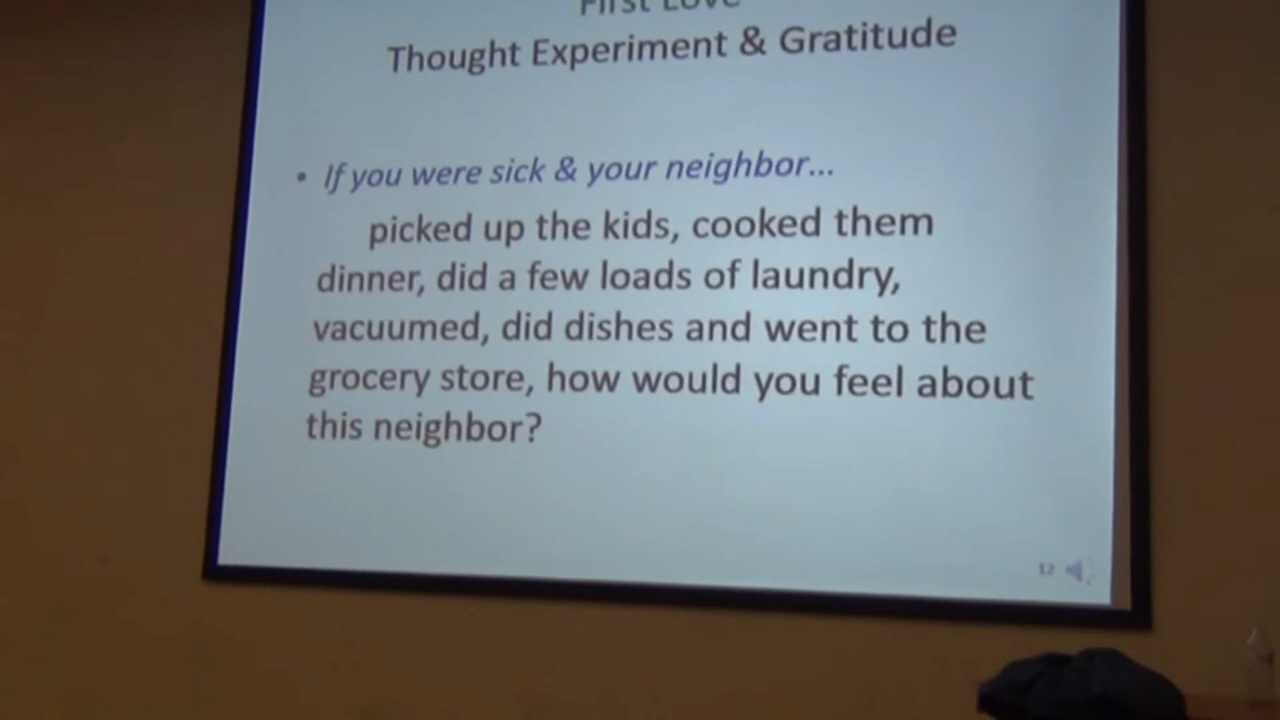 First Love
Thought Experiment & Gratitude
• If you were sick & your neighbor...
picked up the kids, cooked them
dinner, did a few loads of laundry,
vacuumed, did dishes and went to the
grocery store, how would you feel about
this neighbor?
12